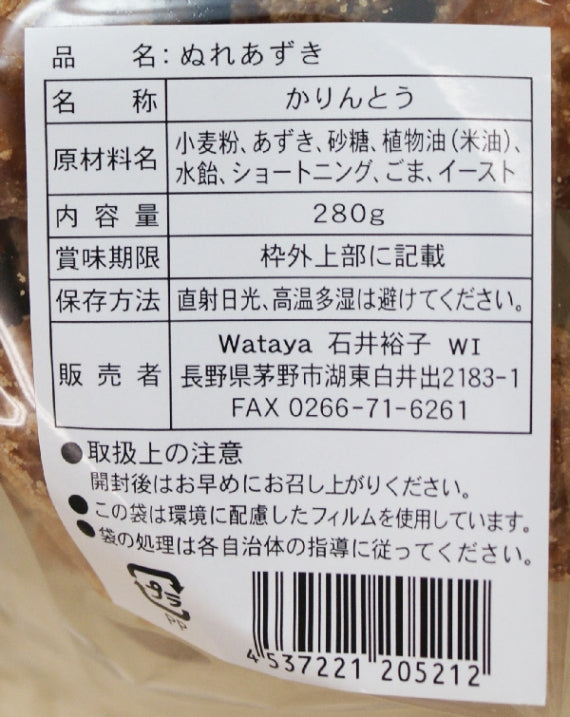 品 名：ぬれあずき
名 称 かりんとう
原材料名 小麦粉、あずき、砂糖、植物油（米油）、
水飴、ショートニング、ごま、イースト
内 容 量 280g
賞味期限 枠外上部に記載
保存方法 直射日光、高温多湿は避けてください。
販 売 者 Wataya 石井裕子 WI
長野県茅野市湖東白井出2183-1
FAX 0266-71-6261
●取扱上の注意
開封後はお早めにお召し上がりください。
●この袋は環境に配慮したフィルムを使用しています。
●袋の処理は各自治体の指導に従ってください。
プラ
PP
4 537221 205212